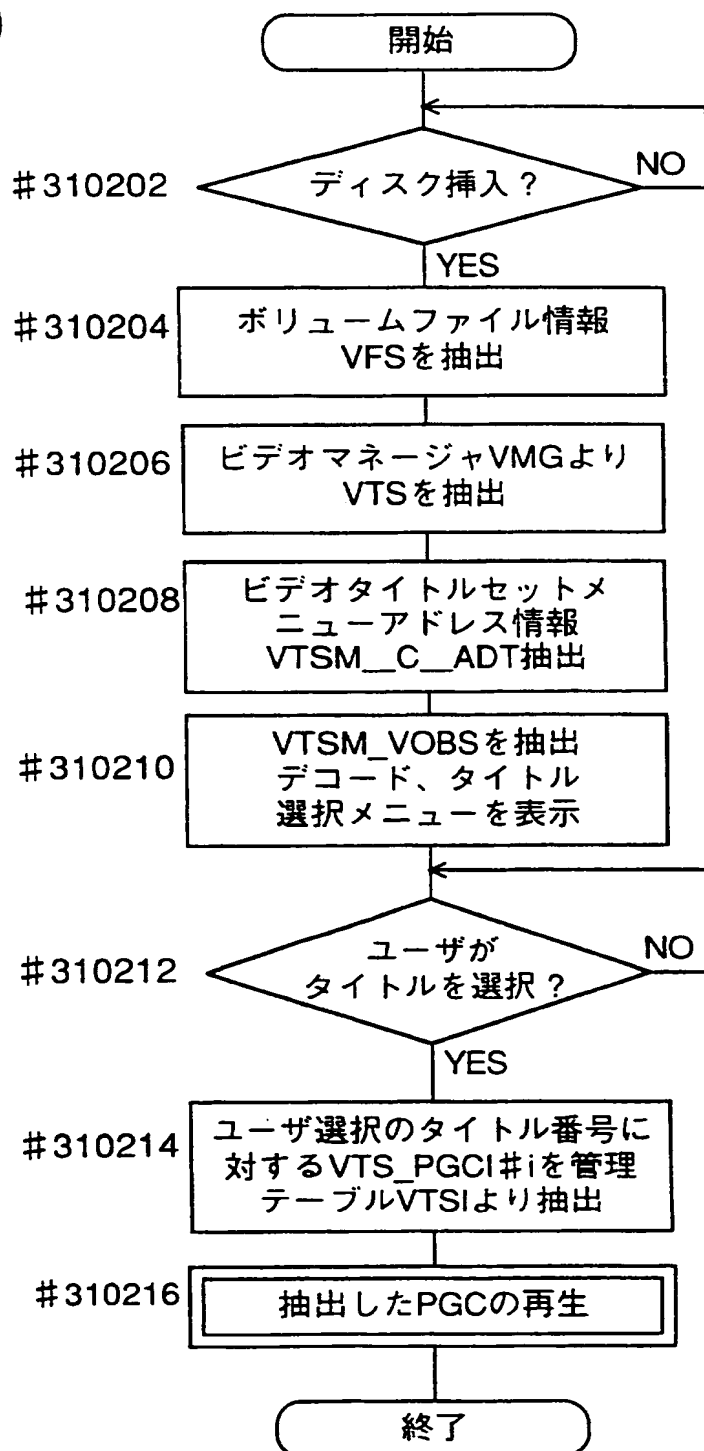 )
開始
#310202
ディスク挿入？
NO
YES
#310204
ボリュームファイル情報
VFSを抽出
#310206
ビデオマネージャVMGより
VTSを抽出
#310208
ビデオタイトルセットメ
ニューアドレス情報
VTSM__C__ADT抽出
#310210
VTSM_VOBSを抽出
デコード、タイトル
選択メニューを表示
#310212
ユーザが
タイトルを選択？
NO
YES
#310214
ユーザ選択のタイトル番号に
対するVTS_PGCI#iを管理
テーブルVTSIより抽出
#310216
抽出したPGCの再生
終了